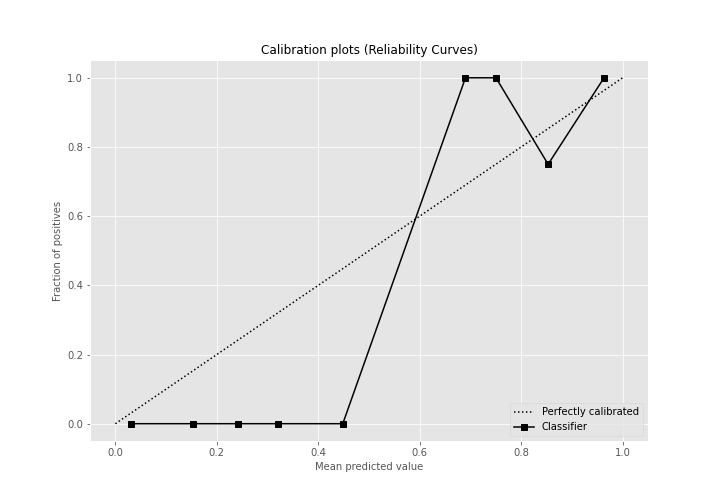 Calibration plots (Reliability Curves)
1.0
0.8
0.6
0.4
0.2
0.0
Fraction of positives
0.0 0.2 0.4 0.6 0.8 1.0
Mean predicted value
Perfectly calibrated
Classifier